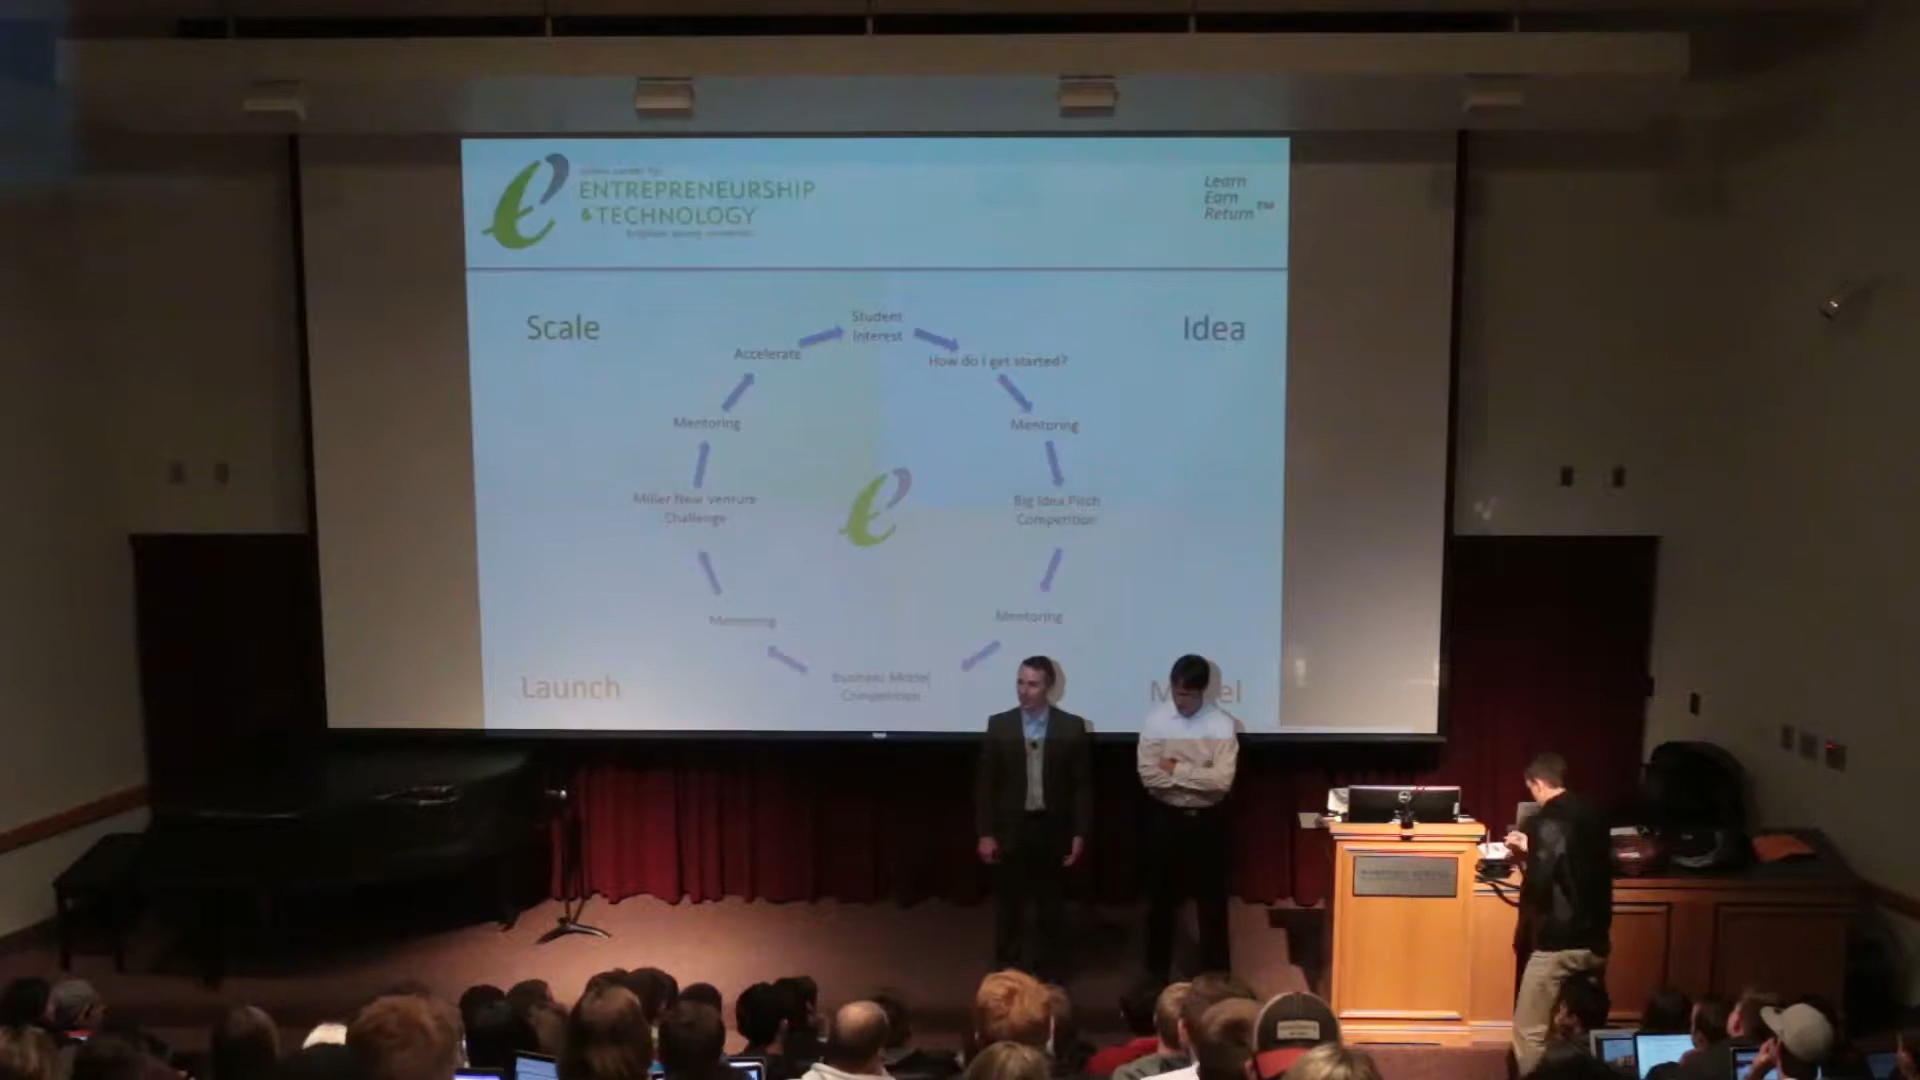 ENTREPRENEURSHIP
& TECHNOLOGY
Learn
Earn
Return™
Scale
Idea
Student
Interest
Accelerate
How do I get started?
Mentoring
Mentoring
Miller New Venture
Challenge
Big Idea Pitch
Competition
Mentoring
Mentoring
Business Model
Competition
Launch